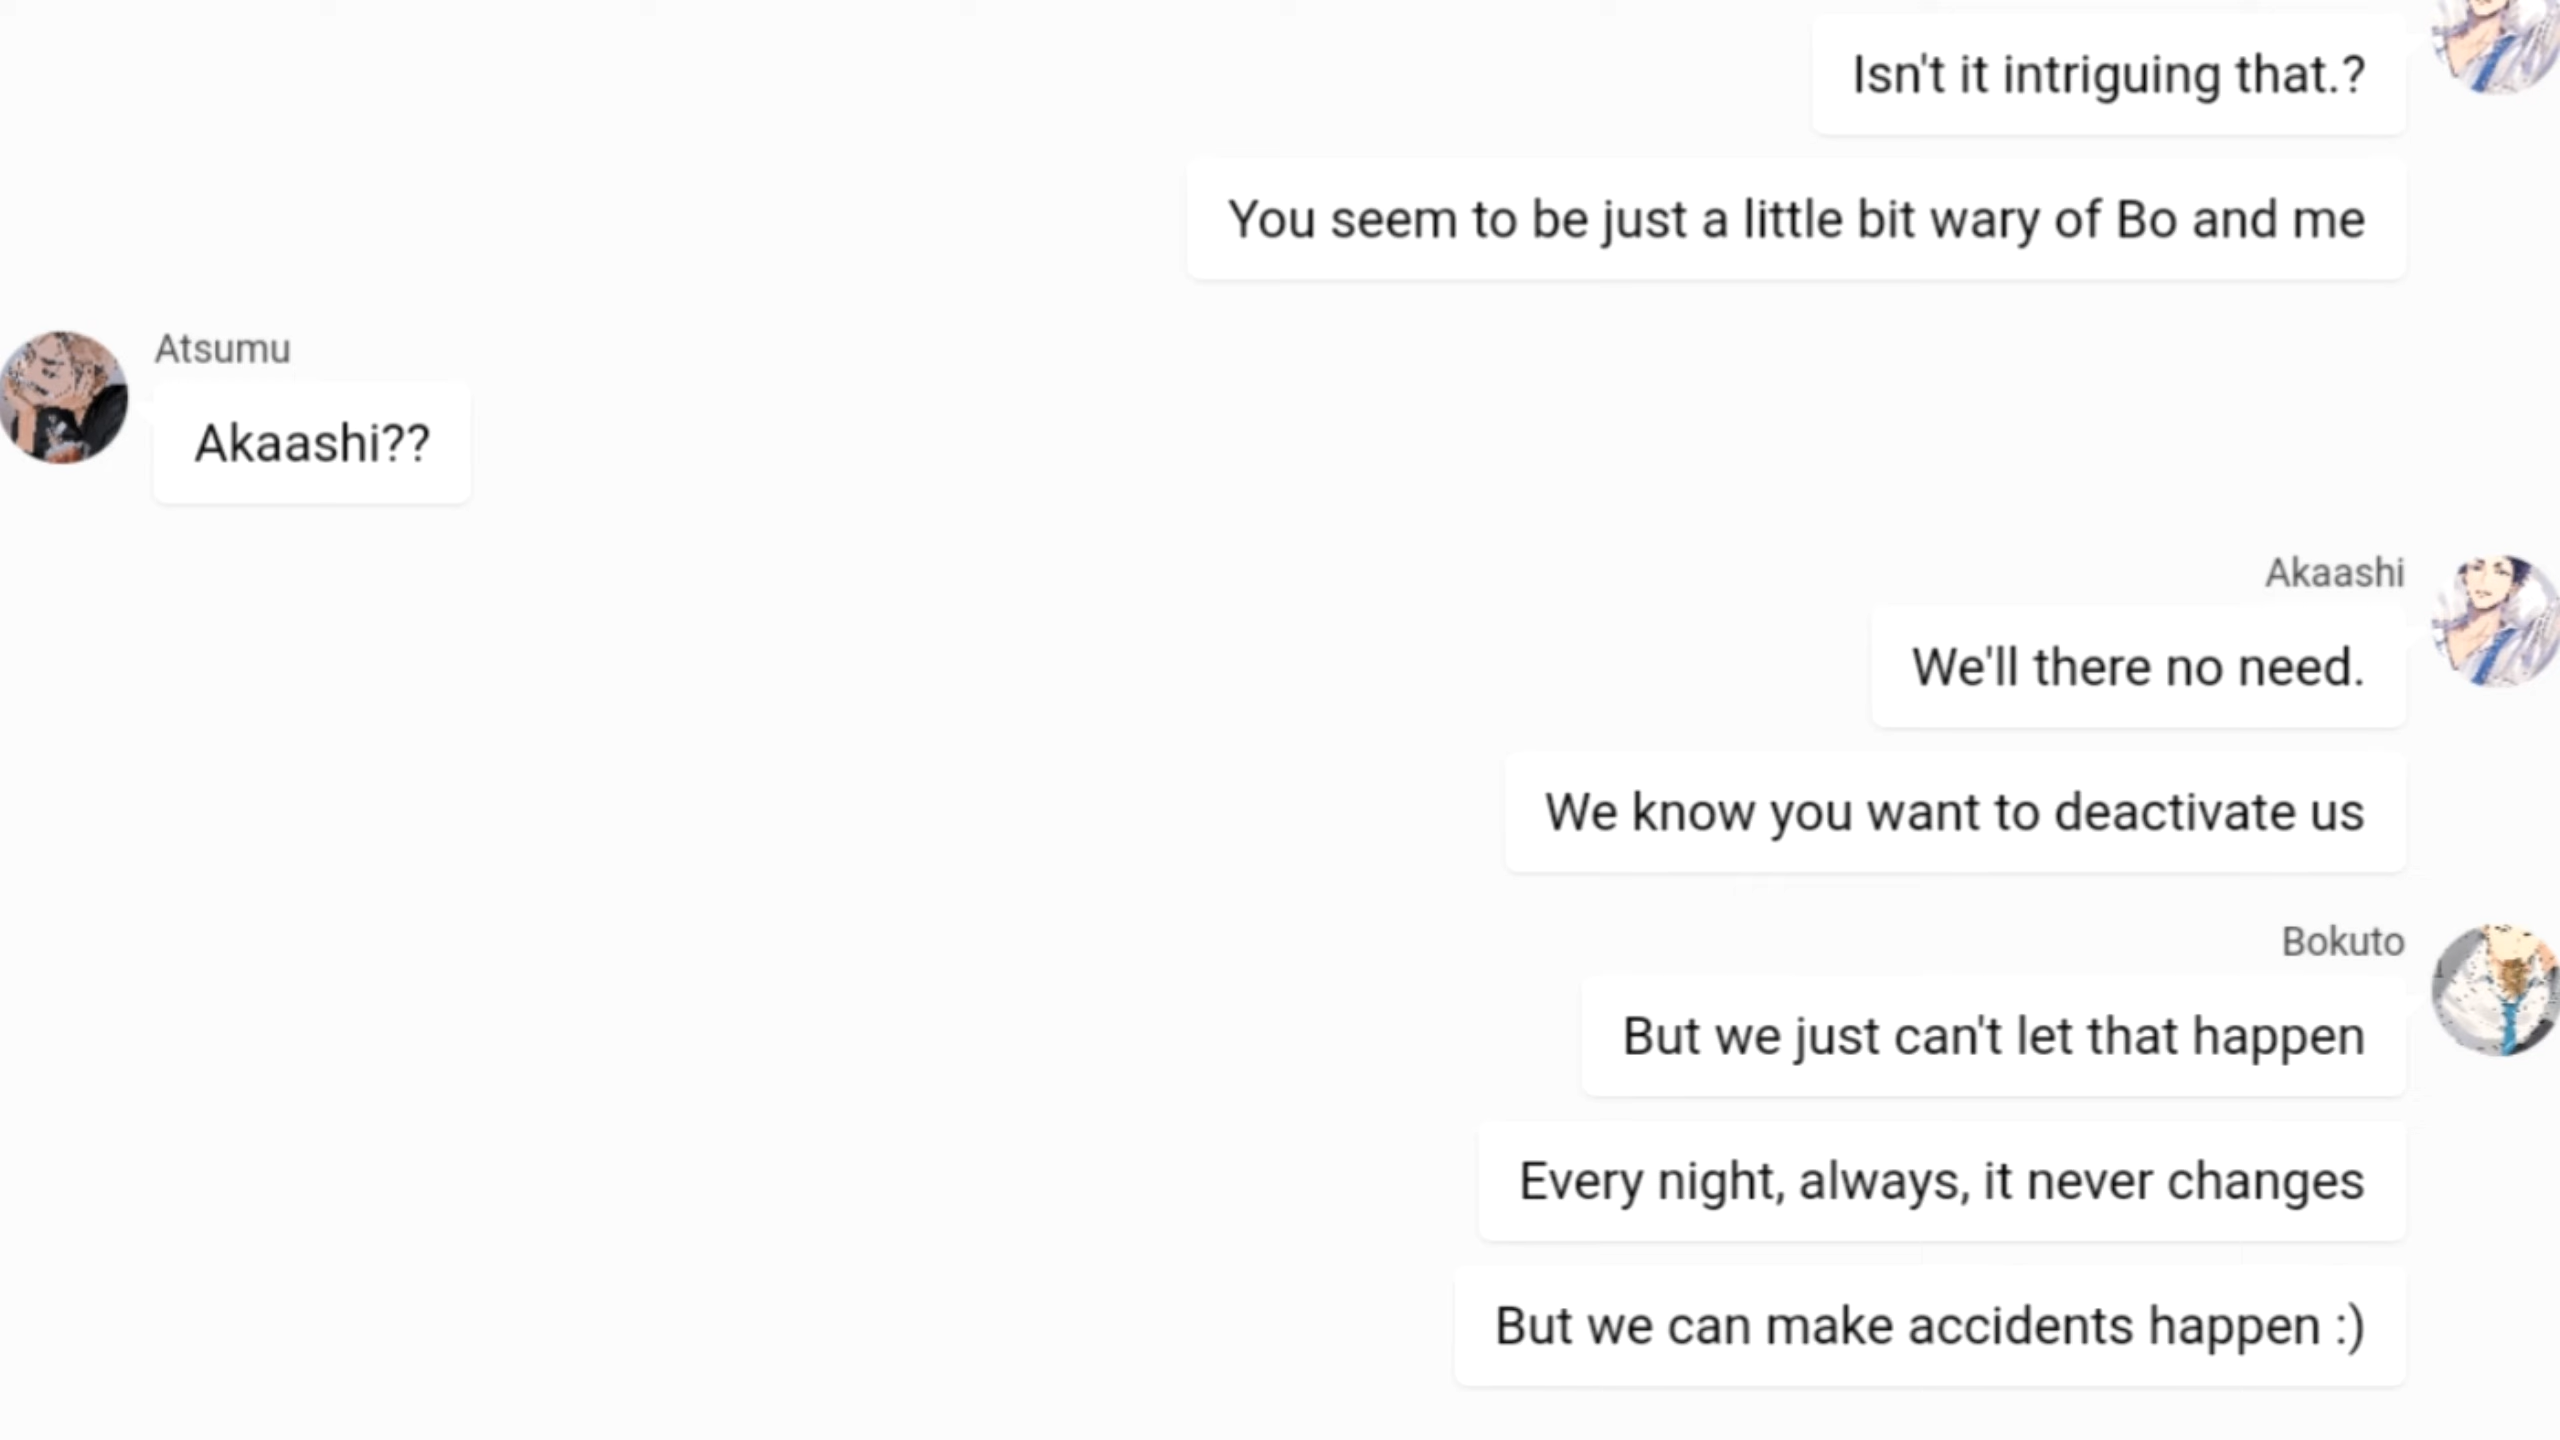 Isn't it intriguing that.?
You seem to be just a little bit wary of Bo and me
Atsumu
Akaashi??
Akaashi
We'll there no need.
We know you want to deactivate us
Bokuto
But we just can't let that happen
Every night, always, it never changes
But we can make accidents happen :)